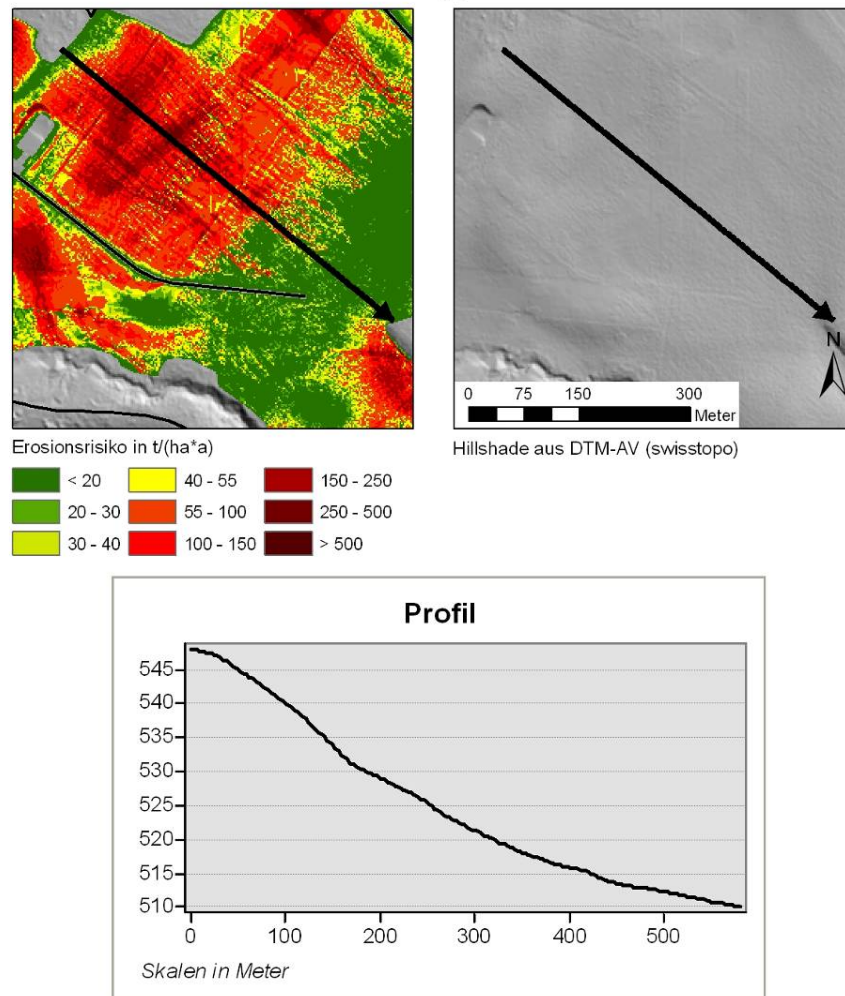 N
0 75 150 300
Meter
Erosionsrisiko in t/(ha*a)
Hillshade aus DTM-AV (swisstopo)
< 20 40 - 55 150 - 250
20 - 30 55 - 100 250 - 500
30 - 40 100 - 150 > 500
Profil
545
540
535
530
525
520
515
510
0 100 200 300 400 500
Skalen in Meter